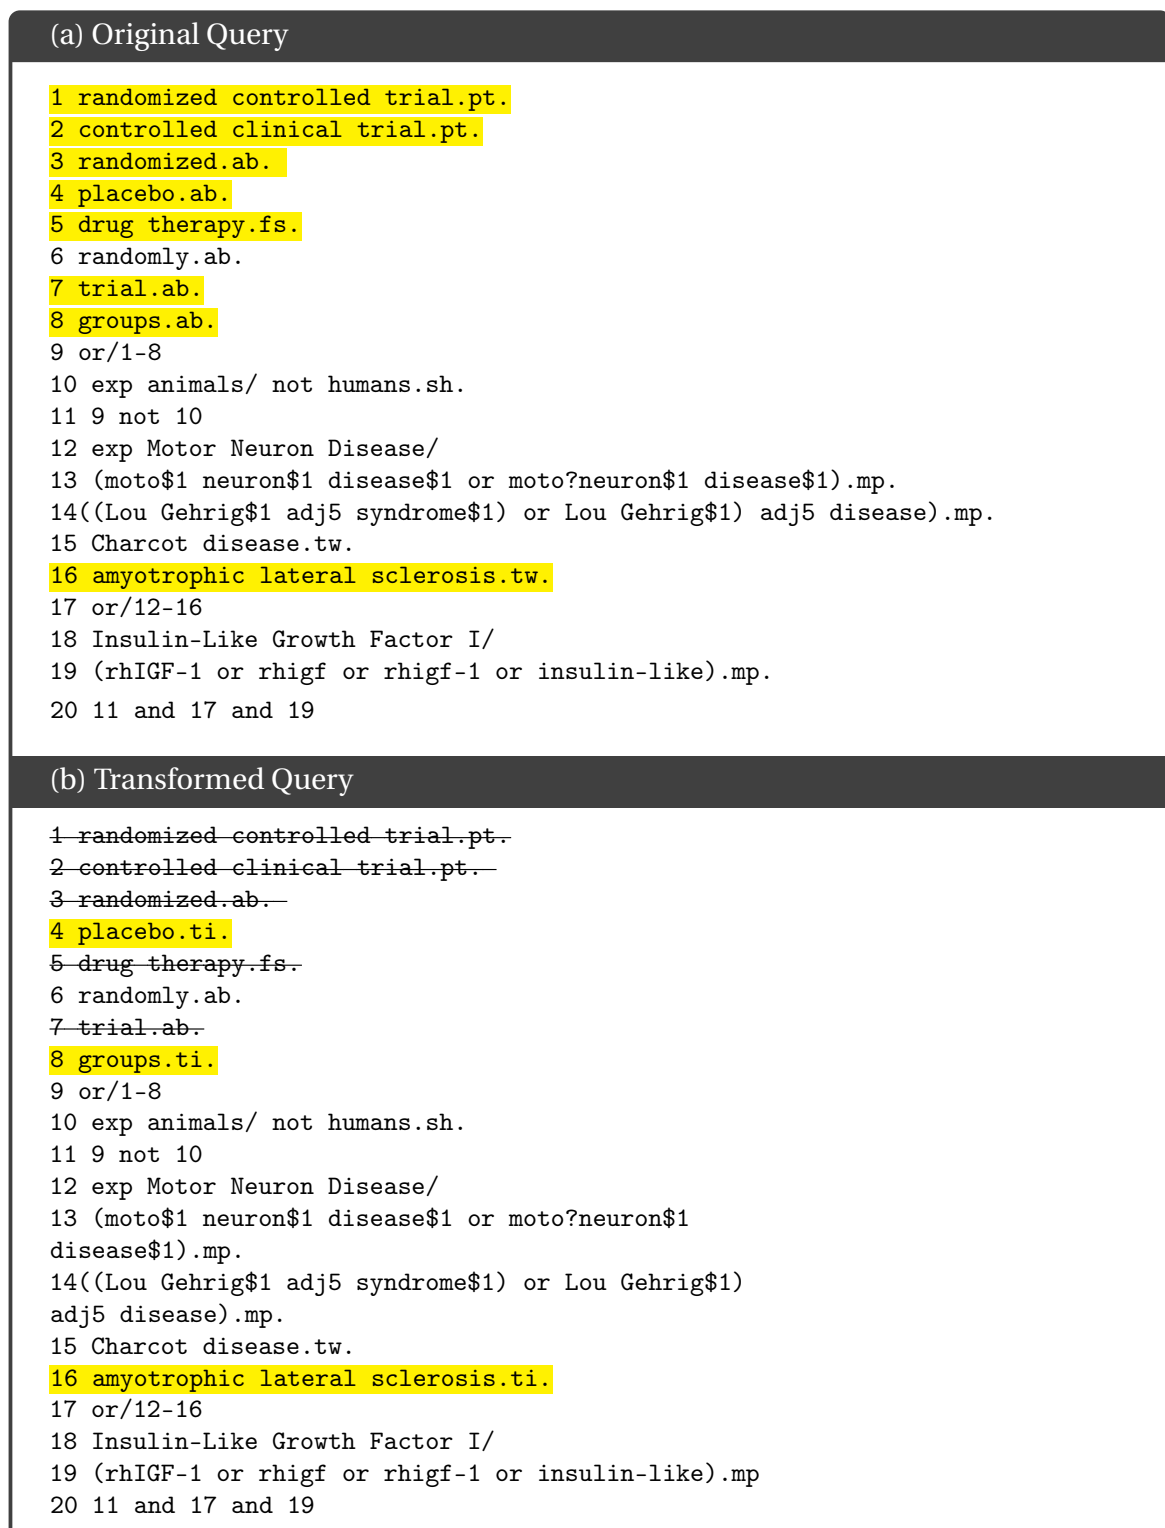 (a) Original Query
1 randomized controlled trial.pt.
2 controlled clinical trial.pt.
3 randomized.ab.
4 placebo.ab.
5 drug therapy.fs.
6 randomly.ab.
7 trial.ab.
8 groups.ab.
9 or/1-8
10 exp animals/ not humans.sh.
11 9 not 10
12 exp Motor Neuron Disease/
13 (moto$1 neuron$1 disease$1 or moto?neuron$1 disease$1).mp.
14((Lou Gehrig$1 adj5 syndrome$1) or Lou Gehrig$1) adj5 disease).mp.
15 Charcot disease.tw.
16 amyotrophic lateral sclerosis.tw.
17 or/12-16
18 Insulin-Like Growth Factor I/
19 (rhIGF-1 or rhigf or rhigf-1 or insulin-like).mp.
20 11 and 17 and 19
(b) Transformed Query
1 randomized controlled trial.pt.
2 controlled clinical trial.pt.
3 randomized.ab.
4 placebo.ti.
5 drug therapy.fs.
6 randomly.ab.
7 trial.ab.
8 groups.ti.
9 or/1-8
10 exp animals/ not humans.sh.
11 9 not 10
12 exp Motor Neuron Disease/
13 (moto$1 neuron$1 disease$1 or moto?neuron$1
disease$1).mp.
14((Lou Gehrig$1 adj5 syndrome$1) or Lou Gehrig$1)
adj5 disease).mp.
15 Charcot disease.tw.
16 amyotrophic lateral sclerosis.ti.
17 or/12-16
18 Insulin-Like Growth Factor I/
19 (rhIGF-1 or rhigf or rhigf-1 or insulin-like).mp
20 11 and 17 and 19